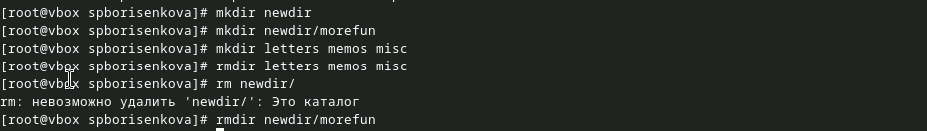 [root@vbox spborisenkova]# mkdir newdir
[root@vbox spborisenkova]# mkdir newdir/morefun
[root@vbox spborisenkova]# mkdir letters memos misc
[root@vbox spborisenkova]# rmdir letters memos misc
[root@vbox spborisenkova]# rm newdir/
rm: невозможно удалить 'newdir/': Это каталог
[root@vbox spborisenkova]# rmdir newdir/morefun